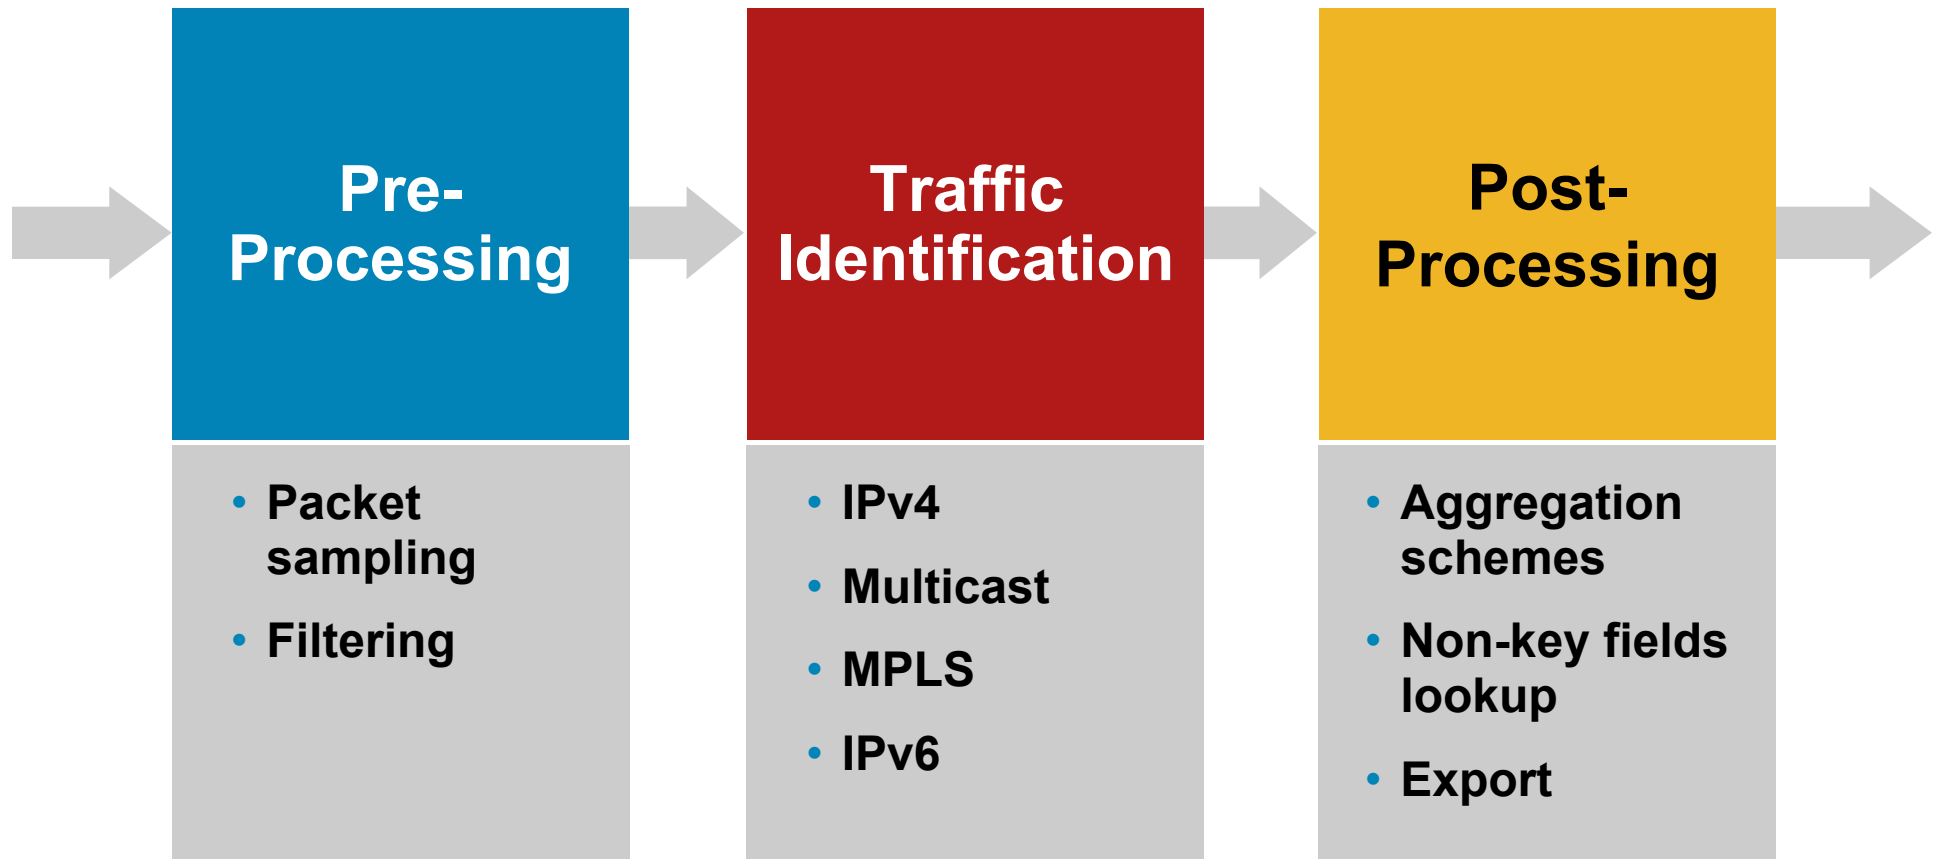 Pre-
Processing
• Packet
sampling
• Filtering
Traffic
Identification
• IPv4
• Multicast
• MPLS
• IPv6
Post-
Processing
• Aggregation
schemes
• Non-key fields
lookup
• Export